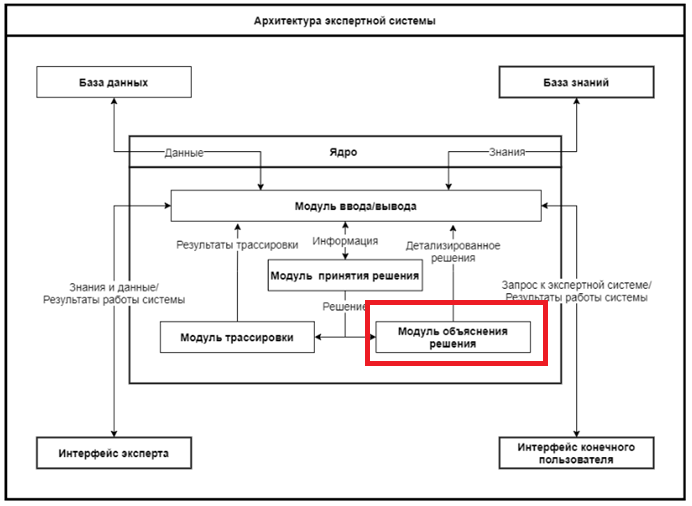 Архитектура экспертной системы
База данных
База знаний
Данные
Ядро
Знания
Модуль ввода/вывода
Результаты трассировки
Информация
Детализированное
решения
Модуль принятия решения
Знания и данные/
Результаты работы системы
Запрос к экспертной системе/
Результаты работы системы
Решение
Модуль трассировки
Модуль объяснения
решения
Интерфейс эксперта
Интерфейс конечного
пользователя